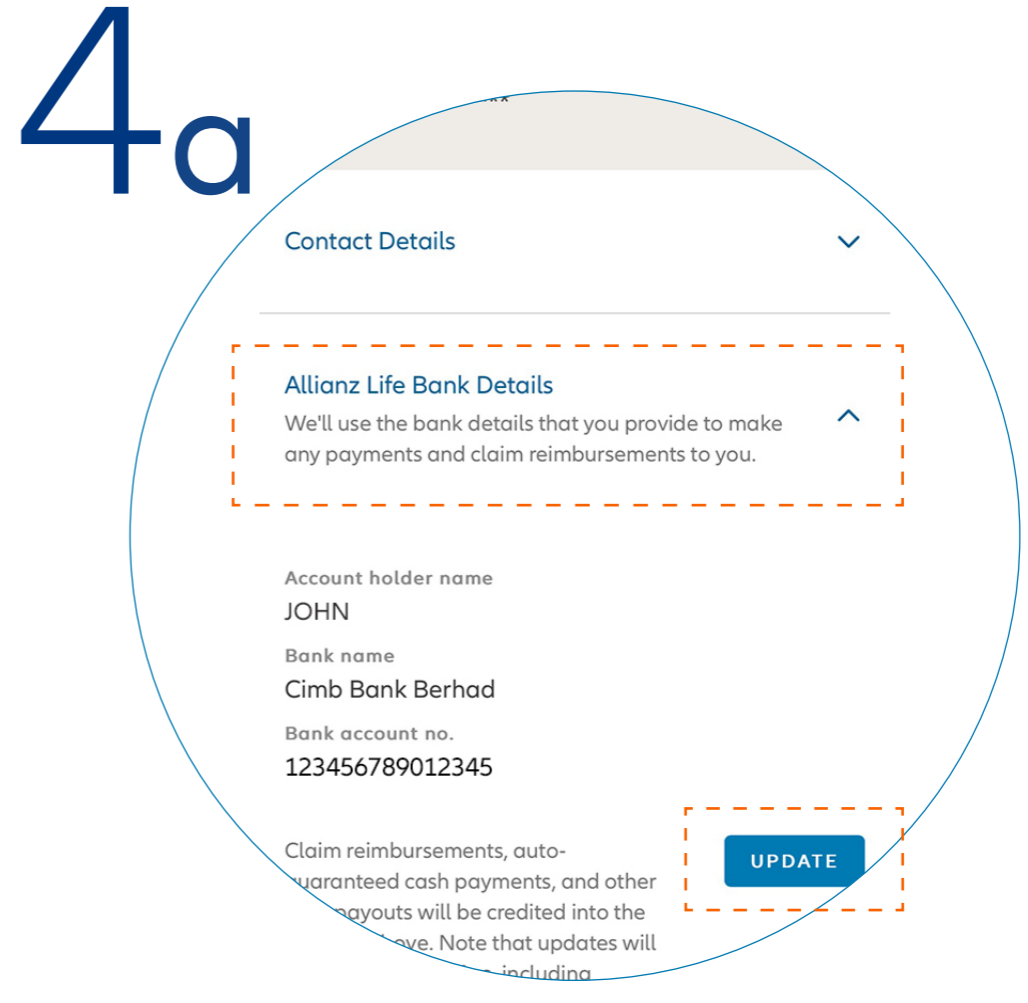 4a
Contact Details
Allianz Life Bank Details
We'll use the bank details that you provide to make
any payments and claim reimbursements to you.
Account holder name
JOHN
Bank name
Cimb Bank Berhad
Bank account no.
123456789012345
Claim reimbursements, auto-
cash payments, and other
payouts will be credited into the
Note that updates will
including
UPDATE